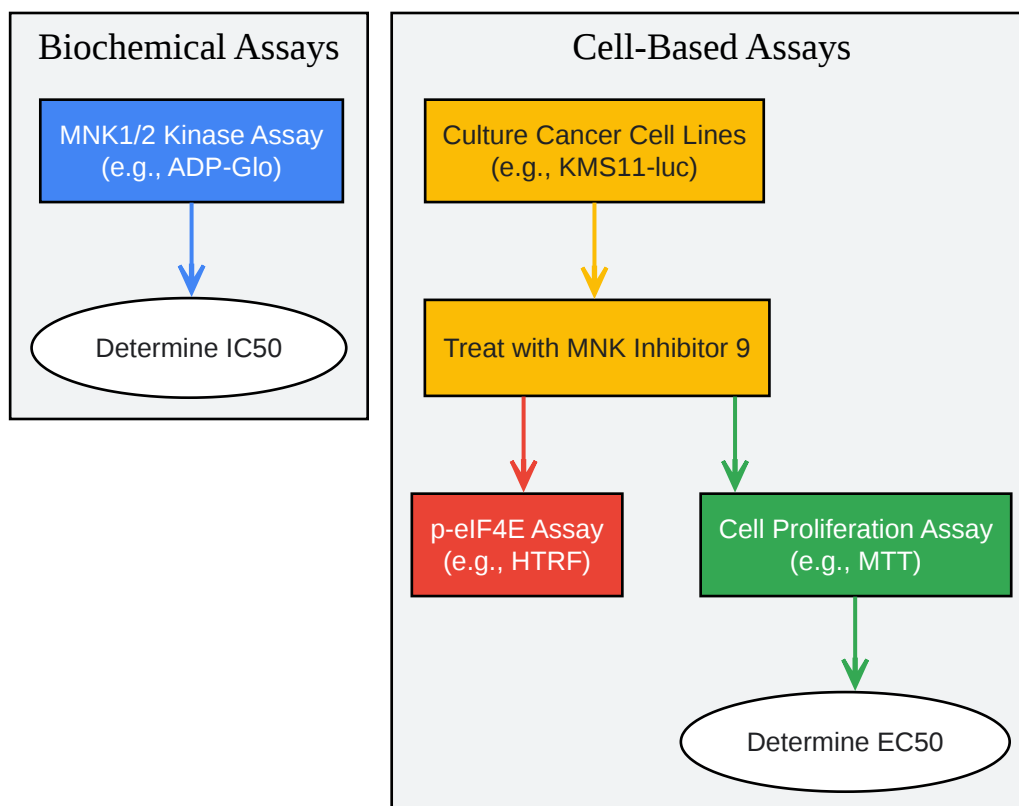 Biochemical Assays
MNK1/2 Kinase Assay
(e.g., ADP-Glo)
Determine IC50
Cell-Based Assays
Culture Cancer Cell Lines
(e.g., KMS11-luc)
Treat with MNK Inhibitor 9
p-eIF4E Assay
(e.g., HTRF)
Cell Proliferation Assay
(e.g., MTT)
Determine EC50